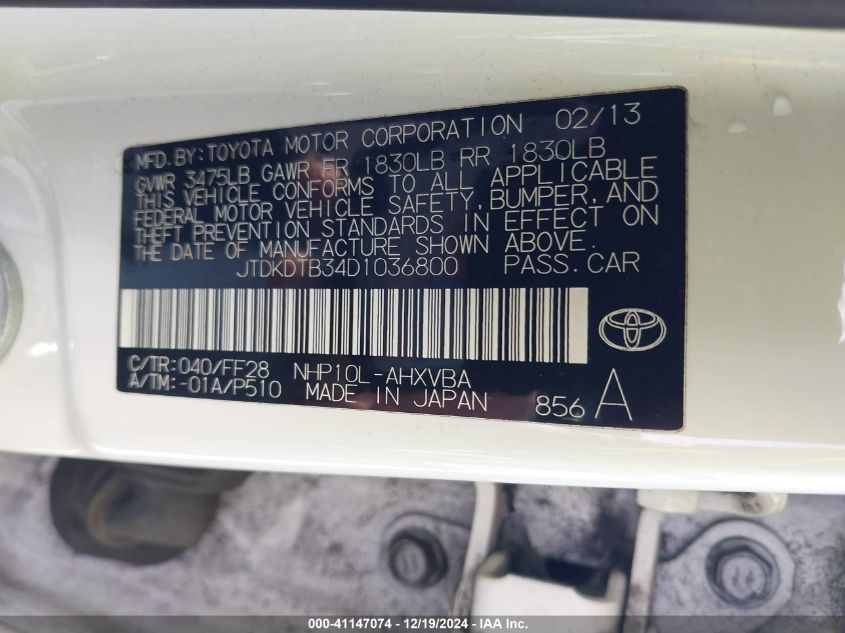 MFD. BY: TOYOTA MOTOR CORPORATION 02/13
GVWR 3475LB GAWR FR 1830LB RR 1830LB
THIS VEHICLE CONFORMS TO ALL APPLICABLE
FEDERAL MOTOR VEHICLE SAFETY, BUMPER, AND
THEFT PREVENTION STANDARDS IN EFFECT ON
THE DATE OF MANUFACTURE SHOWN ABOVE.
JTDKDTB34D1036800 PASS. CAR
C/TR: 040/FF28 NHP10L-AHXVBA
A/TM: -01A/P510 MADE IN JAPAN 856 A
000-41147074 / 12/19/2024 - IAA Inc.